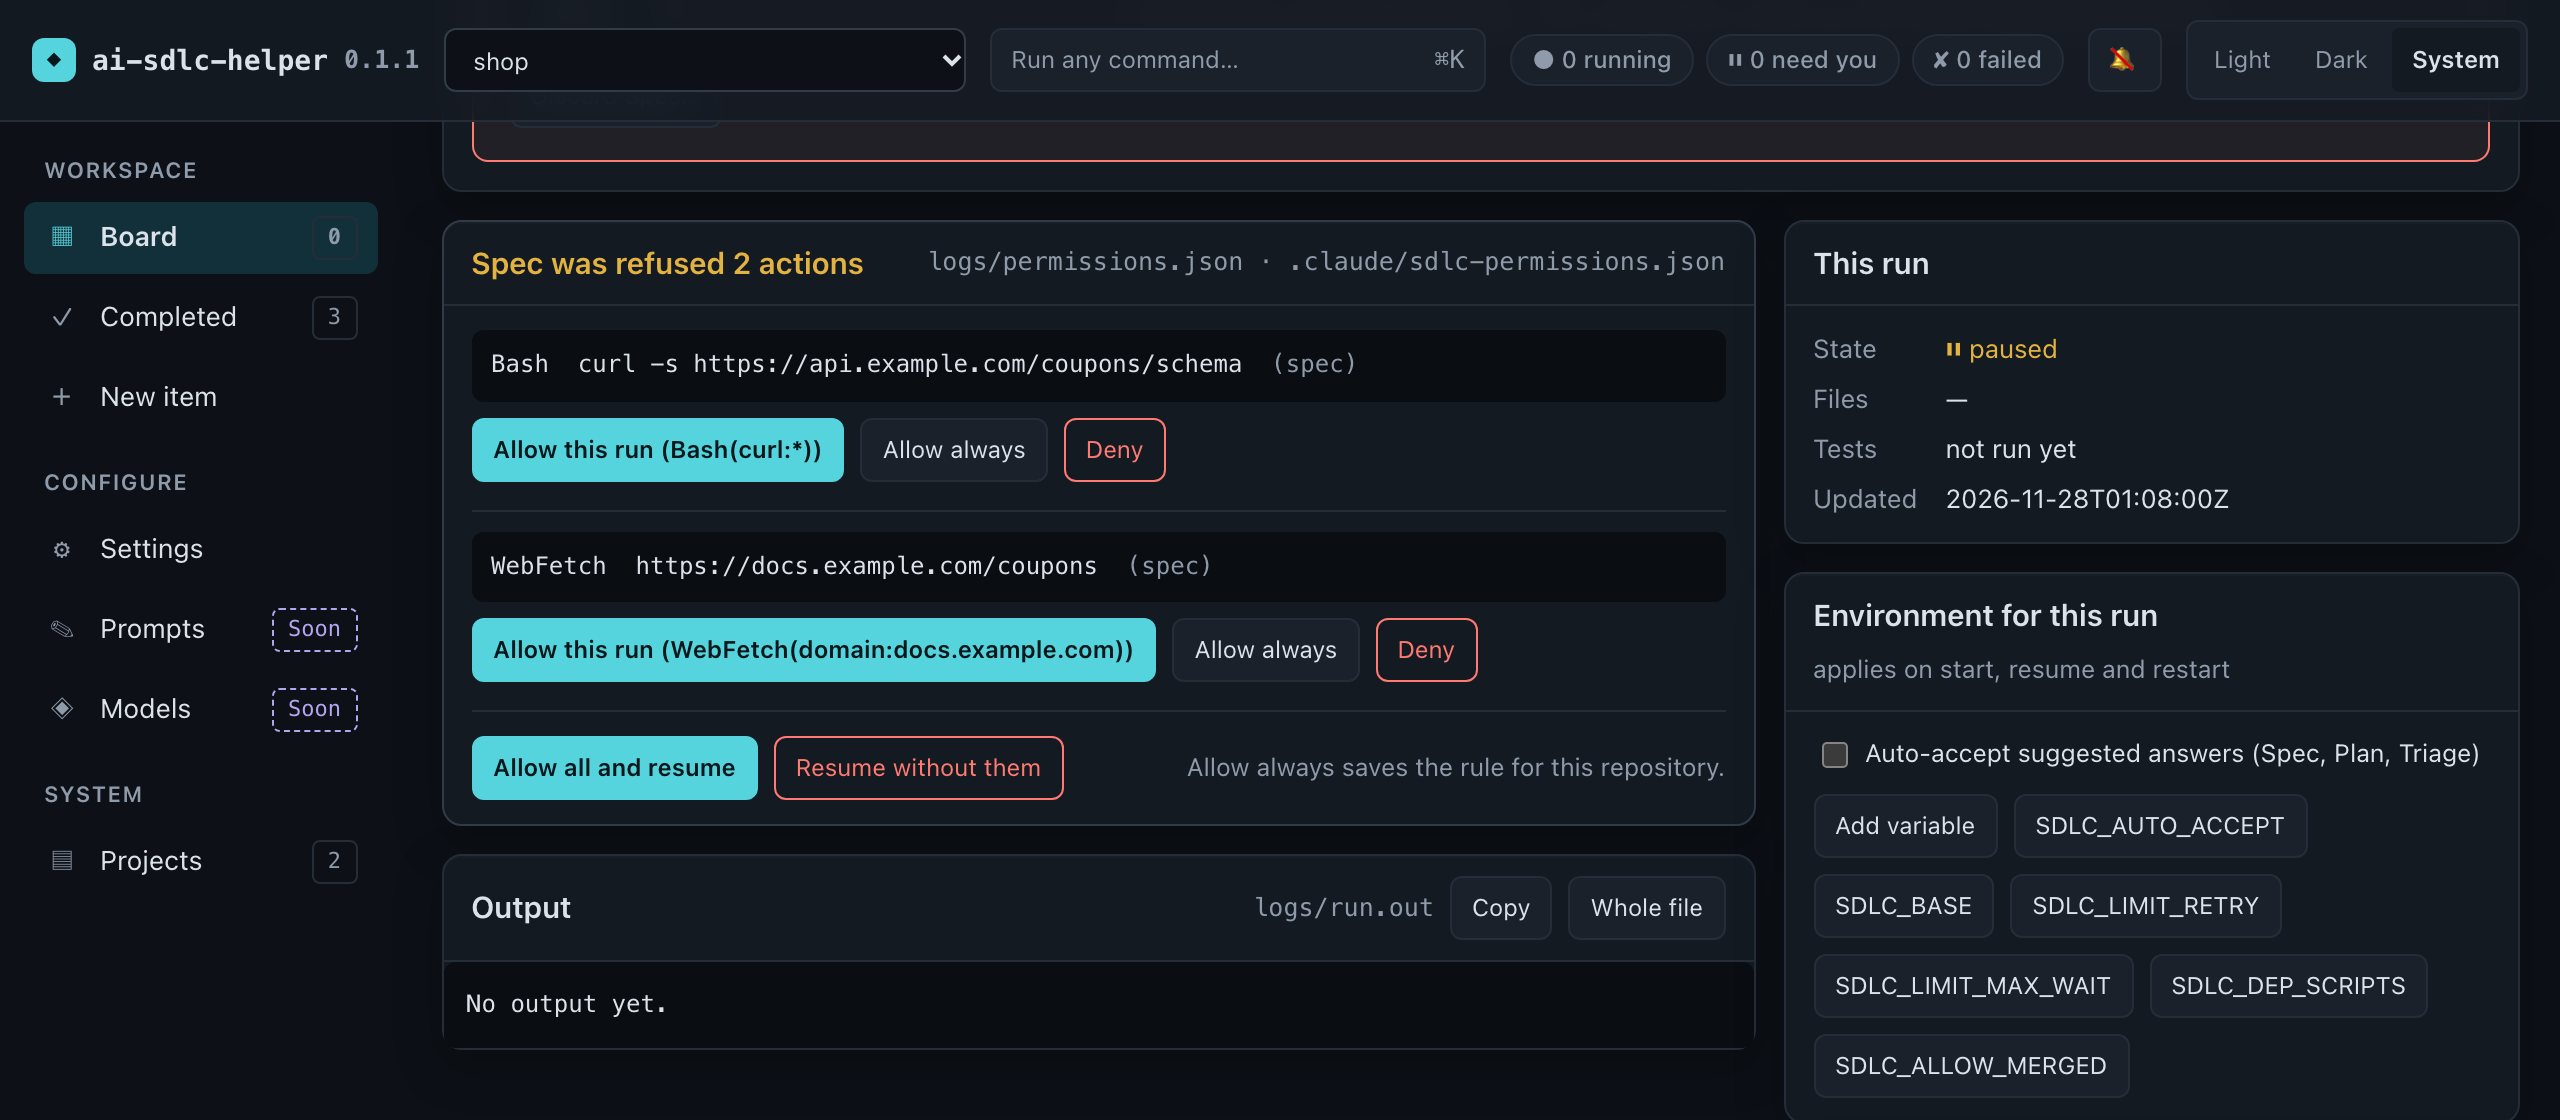 ai-sdlc-helper 0.1.1
shop
Run any command... ⌘K
0 running
0 need you
✘ 0 failed
Light Dark System
WORKSPACE
Board 0
Completed 3
New item
CONFIGURE
Settings
Prompts Soon
Models Soon
SYSTEM
Projects 2
Spec was refused 2 actions logs/permissions.json · .claude/sdlc-permissions.json
Bash curl -s https://api.example.com/coupons/schema (spec)
Allow this run (Bash(curl:*)) Allow always Deny
WebFetch https://docs.example.com/coupons (spec)
Allow this run (WebFetch(domain:docs.example.com)) Allow always Deny
Allow all and resume Resume without them Allow always saves the rule for this repository.
Output logs/run.out Copy Whole file
No output yet.
This run
State paused
Files —
Tests not run yet
Updated 2026-11-28T01:08:00Z
Environment for this run
applies on start, resume and restart
Auto-accept suggested answers (Spec, Plan, Triage)
Add variable SDLC_AUTO_ACCEPT
SDLC_BASE SDLC_LIMIT_RETRY
SDLC_LIMIT_MAX_WAIT SDLC_DEP_SCRIPTS
SDLC_ALLOW_MERGED